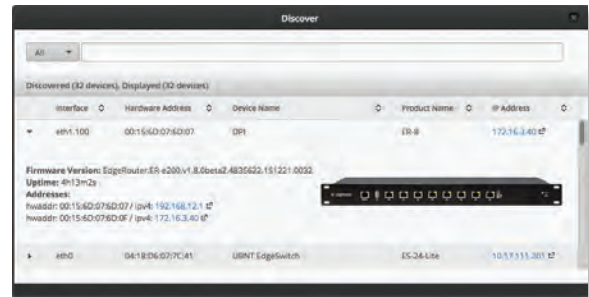 Discover
All
Discovered (32 devices), Displayed (32 devices)
Interface Hardware Address Device Name Product Name IP Address
eth1.100 00:15:6D:07:6D:07 DPI ER-8 172.16.3.40
Firmware Version: EdgeRouter.ER-e200.v1.8.0beta2.4835622.151221.0032
Uptime: 4h13m2s
Addresses:
hwaddr: 00:15:6D:07:6D:07 / ipv4: 192.168.12.1
hwaddr: 00:15:6D:07:6D:0F / ipv4: 172.16.3.40
eth0 04:18:D6:07:7C:41 UBNT EdgeSwitch ES-24-Lite 10.17.111.201